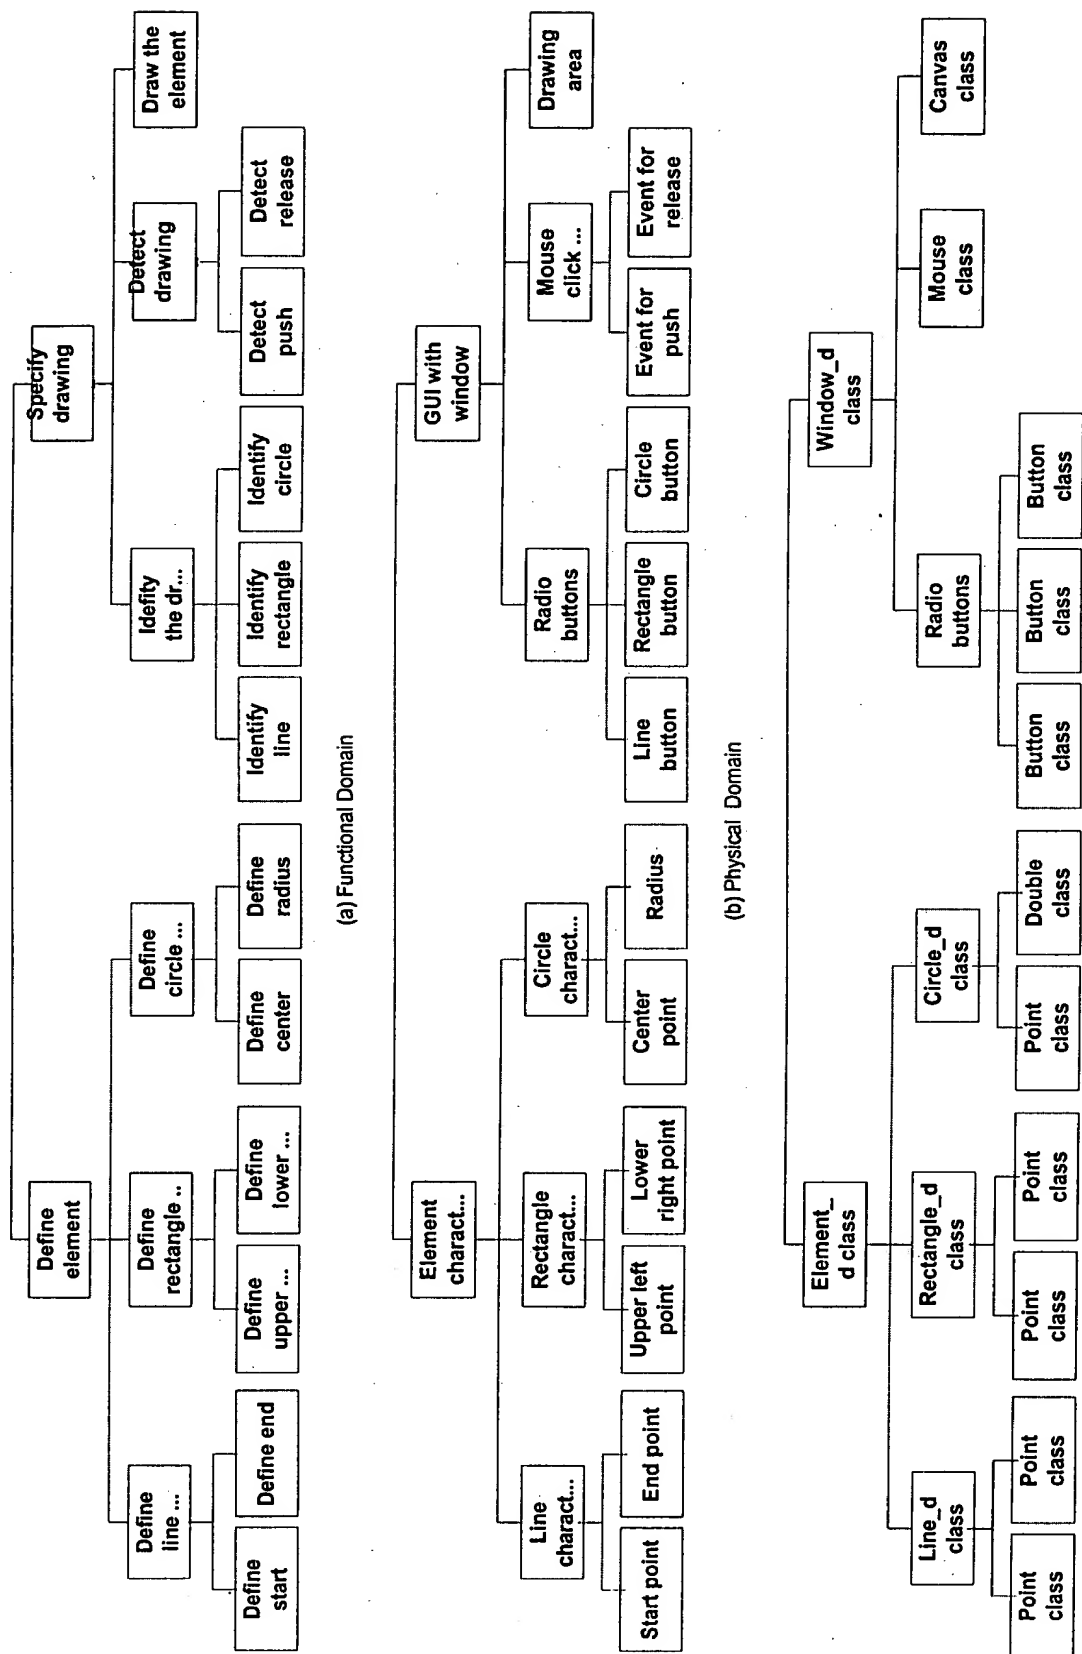 Define
element
Specify
drawing
Define
line ...
Define
rectangle ..
Define
circle ...
Idefity
the dr...
Detect
drawing
Draw the
element
Define
start
Define end
Define
upper ...
Define
lower ...
Define
center
Define
radius
Identify
line
Identify
rectangle
Identify
circle
Detect
push
Detect
release
(a) Functional Domain
Element
charact...
GUI with
window
Line
charact...
Rectangle
charact...
Circle
charact...
Radio
buttons
Mouse
click ...
Drawing
area
Start point
End point
Upper left
point
Lower
right point
Center
point
Radius
Line
button
Rectangle
button
Circle
button
Event for
push
Event for
release
(b) Physical Domain
Element_
d class
Window_d
class
Line_d
class
Rectangle_d
class
Circle_d
class
Radio
buttons
Mouse
class
Canvas
class
Point
class
Point
class
Point
class
Point
class
Point
class
Double
class
Button
class
Button
class
Button
class